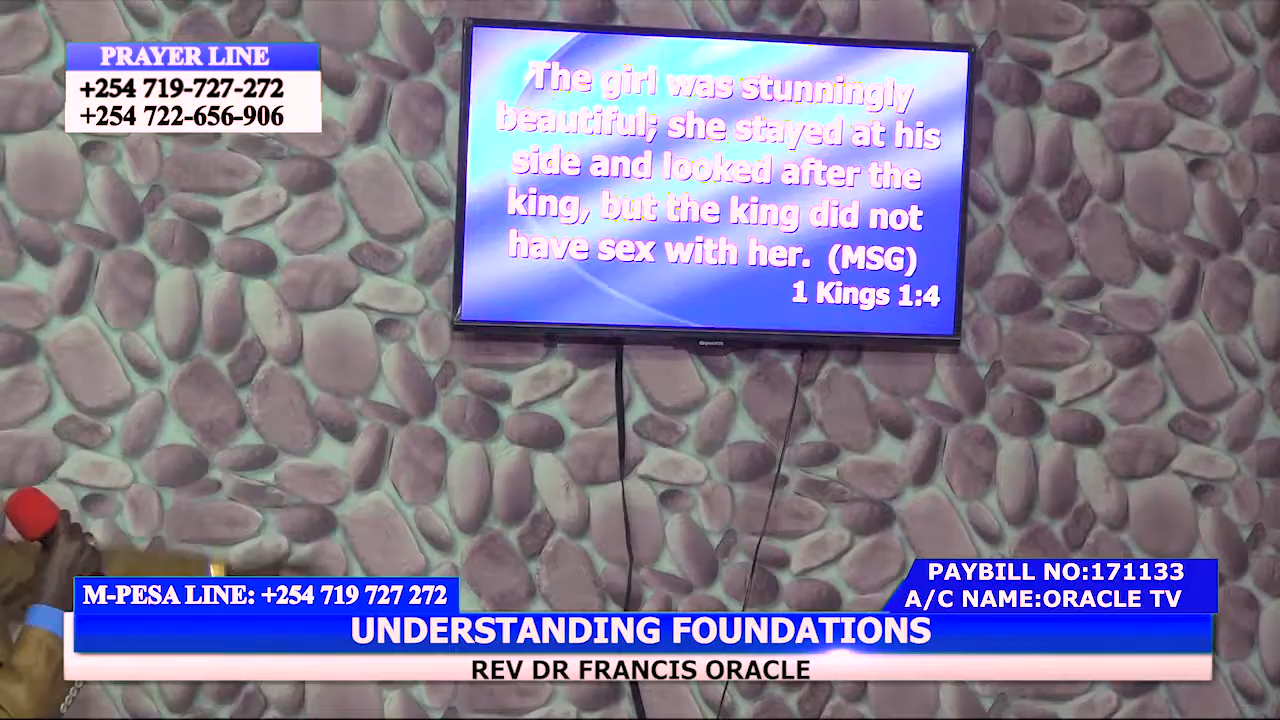 PRAYER LINE
+254 719-727-272
+254 722-656-906
The girl was stunningly
beautiful; she stayed at his
side and looked after the
king, but the king did not
have sex with her. (MSG)
1 Kings 1:4
PAYBILL NO:171133
A/C NAME:ORACLE TV
M-PESA LINE: +254 719 727 272
UNDERSTANDING FOUNDATIONS
REV DR FRANCIS ORACLE